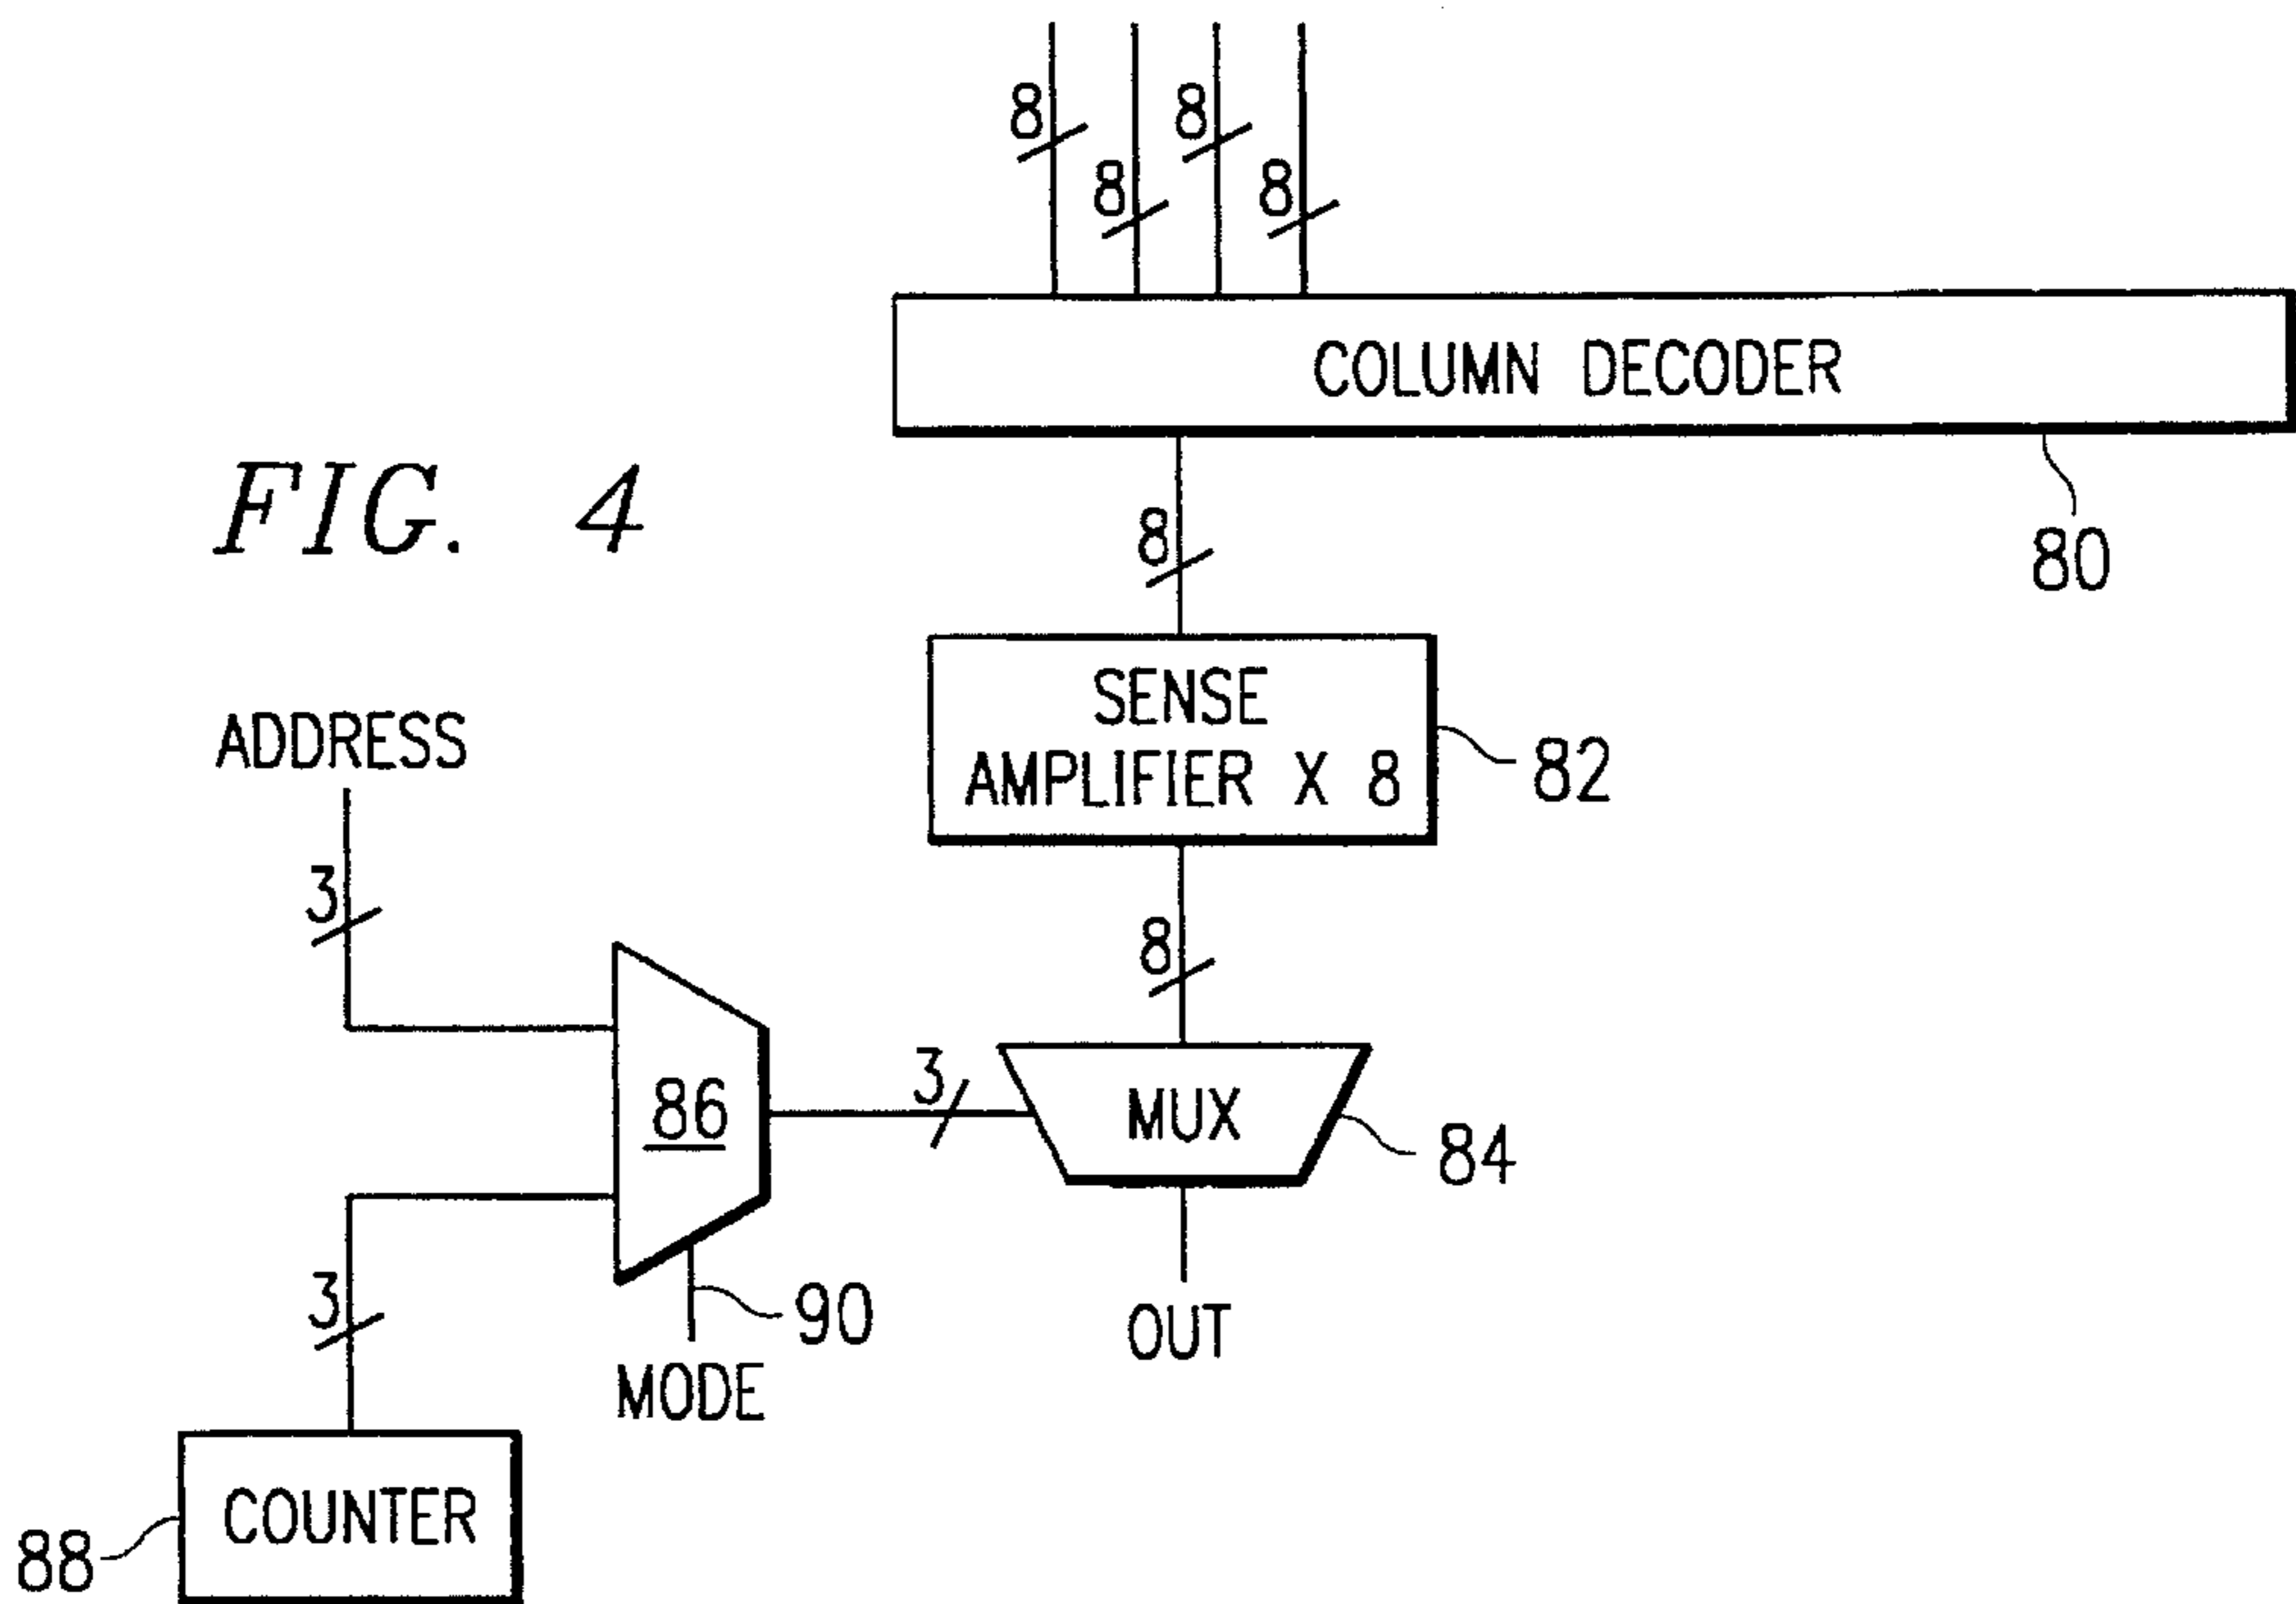 8
8
8
8
COLUMN DECODER
80
FIG. 4
8
SENSE
AMPLIFIER X 8
82
ADDRESS
3
8
86
3
MUX
84
3
90
MODE
OUT
COUNTER
88